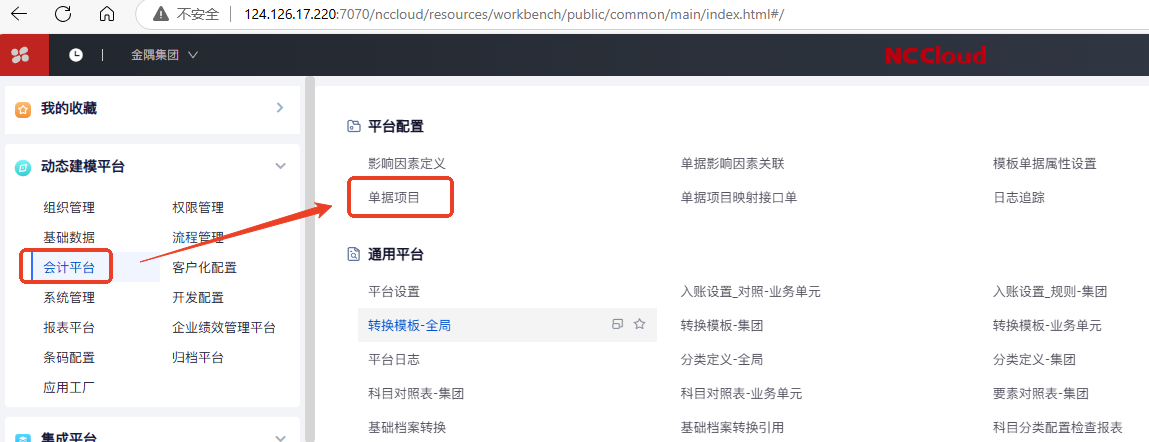 不安全 124.126.17.220:7070/nccloud/resources/workbench/public/common/main/index.html#/
金隅集团 NCCloud
我的收藏
动态建模平台
组织管理 权限管理
基础数据 流程管理
会计平台 客户化配置
系统管理 开发配置
报表平台 企业绩效管理平台
条码配置 归档平台
应用工厂
集成平台
平台配置
影响因素定义 单据影响因素关联 模板单据属性设置
单据项目 单据项目映射接口单 日志追踪
通用平台
平台设置 入账设置_对照-业务单元 入账设置_规则-集团
转换模板-全局 转换模板-集团 转换模板-业务单元
平台日志 分类定义-全局 分类定义-集团
科目对照表-集团 科目对照表-业务单元 要素对照表-集团
基础档案转换 基础档案转换引用 科目分类配置检查报表